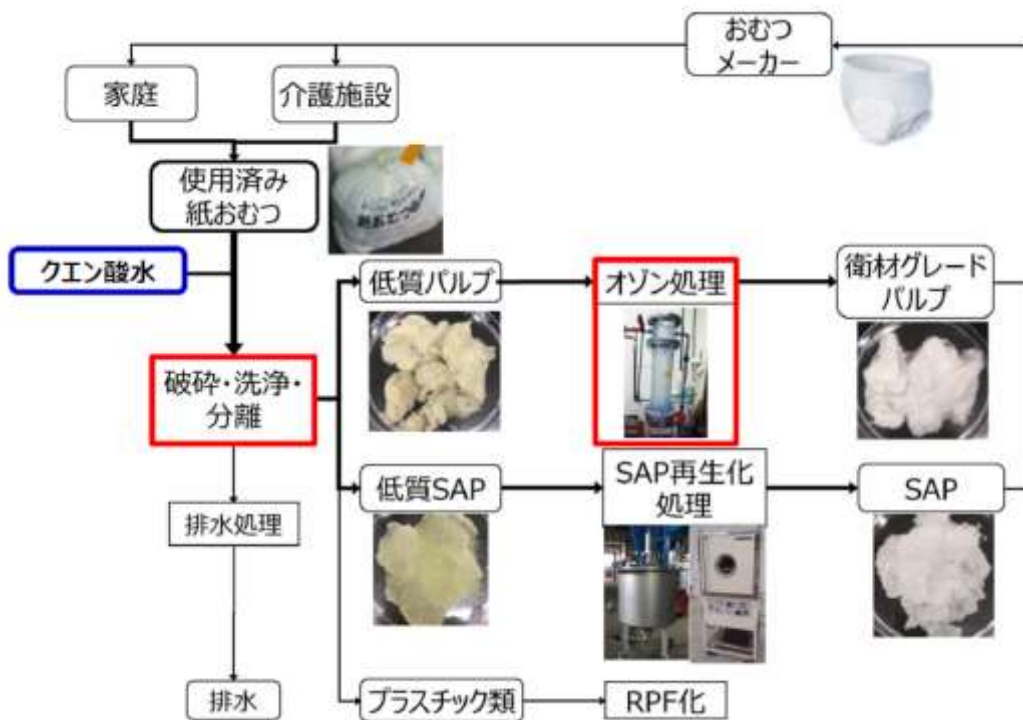 おむつ
メーカー
家庭
介護施設
使用済み
紙おむつ
クエン酸水
低質パルプ
オゾン処理
衛材グレード
パルプ
破砕・洗浄・
分離
低質SAP
SAP再生化
処理
SAP
排水処理
排水
プラスチック類
RPF化